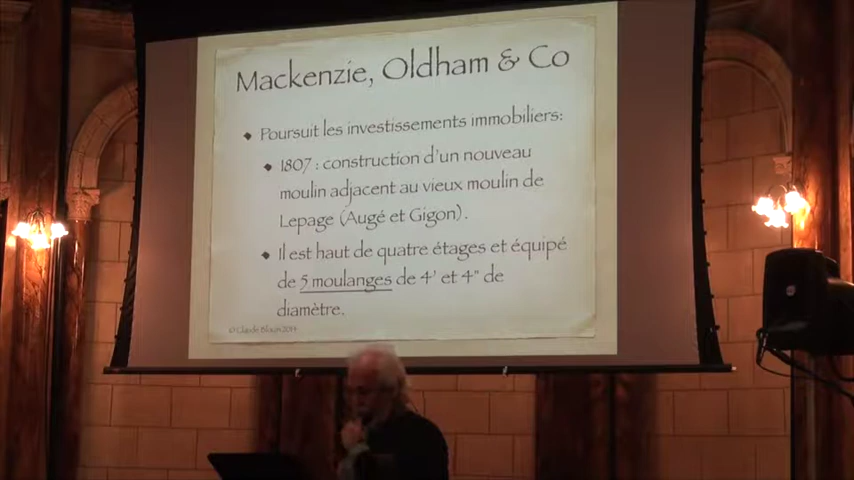 Mackenzie, Oldham & Co
Poursuit les investissements immobiliers:
1807 : construction d'un nouveau
moulin adjacent au vieux moulin de
Lepage (Augé et Gigon).
Il est haut de quatre étages et équipé
de 5 moulanges de 4' et 4" de
diamètre.